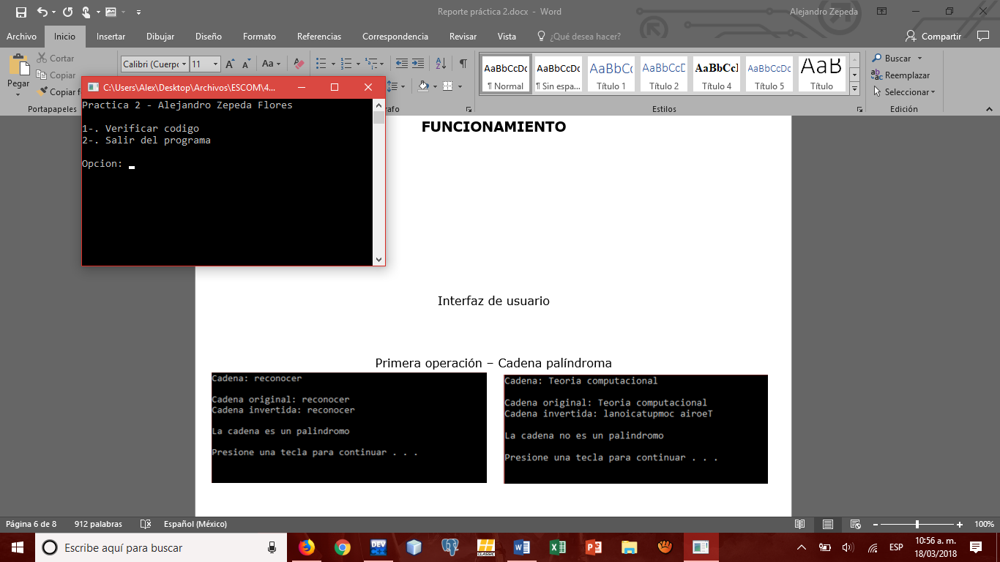 Reporte práctica 2.docx - Word
Alejandro Zepeda
Archivo Inicio Insertar Dibujar Diseño Formato Referencias Correspondencia Revisar Vista ¿Qué desea hacer? Compartir
Pegar
Cortar
Copiar
Copiar f
Portapapeles
Calibri (Cuerpo 11
Aa
AaBbCcDc
¶ Normal
AaBbCcDc
¶ Sin espa...
AaBbCc
Título 1
AaBbCcD
Título 2
AaBbCcI
Título 4
AaBbCcDc
Título 5
AaB
Título
Estilos
Buscar
Reemplazar
Seleccionar
Edición
rafo
C:\Users\Alex\Desktop\Archivos\ESCOM\4...
Practica 2 - Alejandro Zepeda Flores
1-. Verificar codigo
2-. Salir del programa
Opcion:
FUNCIONAMIENTO
Interfaz de usuario
Primera operación – Cadena palíndroma
Cadena: reconocer
Cadena original: reconocer
Cadena invertida: reconocer
La cadena es un palindromo
Presione una tecla para continuar . . .
Cadena: Teoria computacional
Cadena original: Teoria computacional
Cadena invertida: lanoicatupmoc airoeT
La cadena no es un palindromo
Presione una tecla para continuar . . .
Página 6 de 8 912 palabras Español (México) 100%
Escribe aquí para buscar
DEV
CLASSIC
ESP
10:56 a. m.
18/03/2018